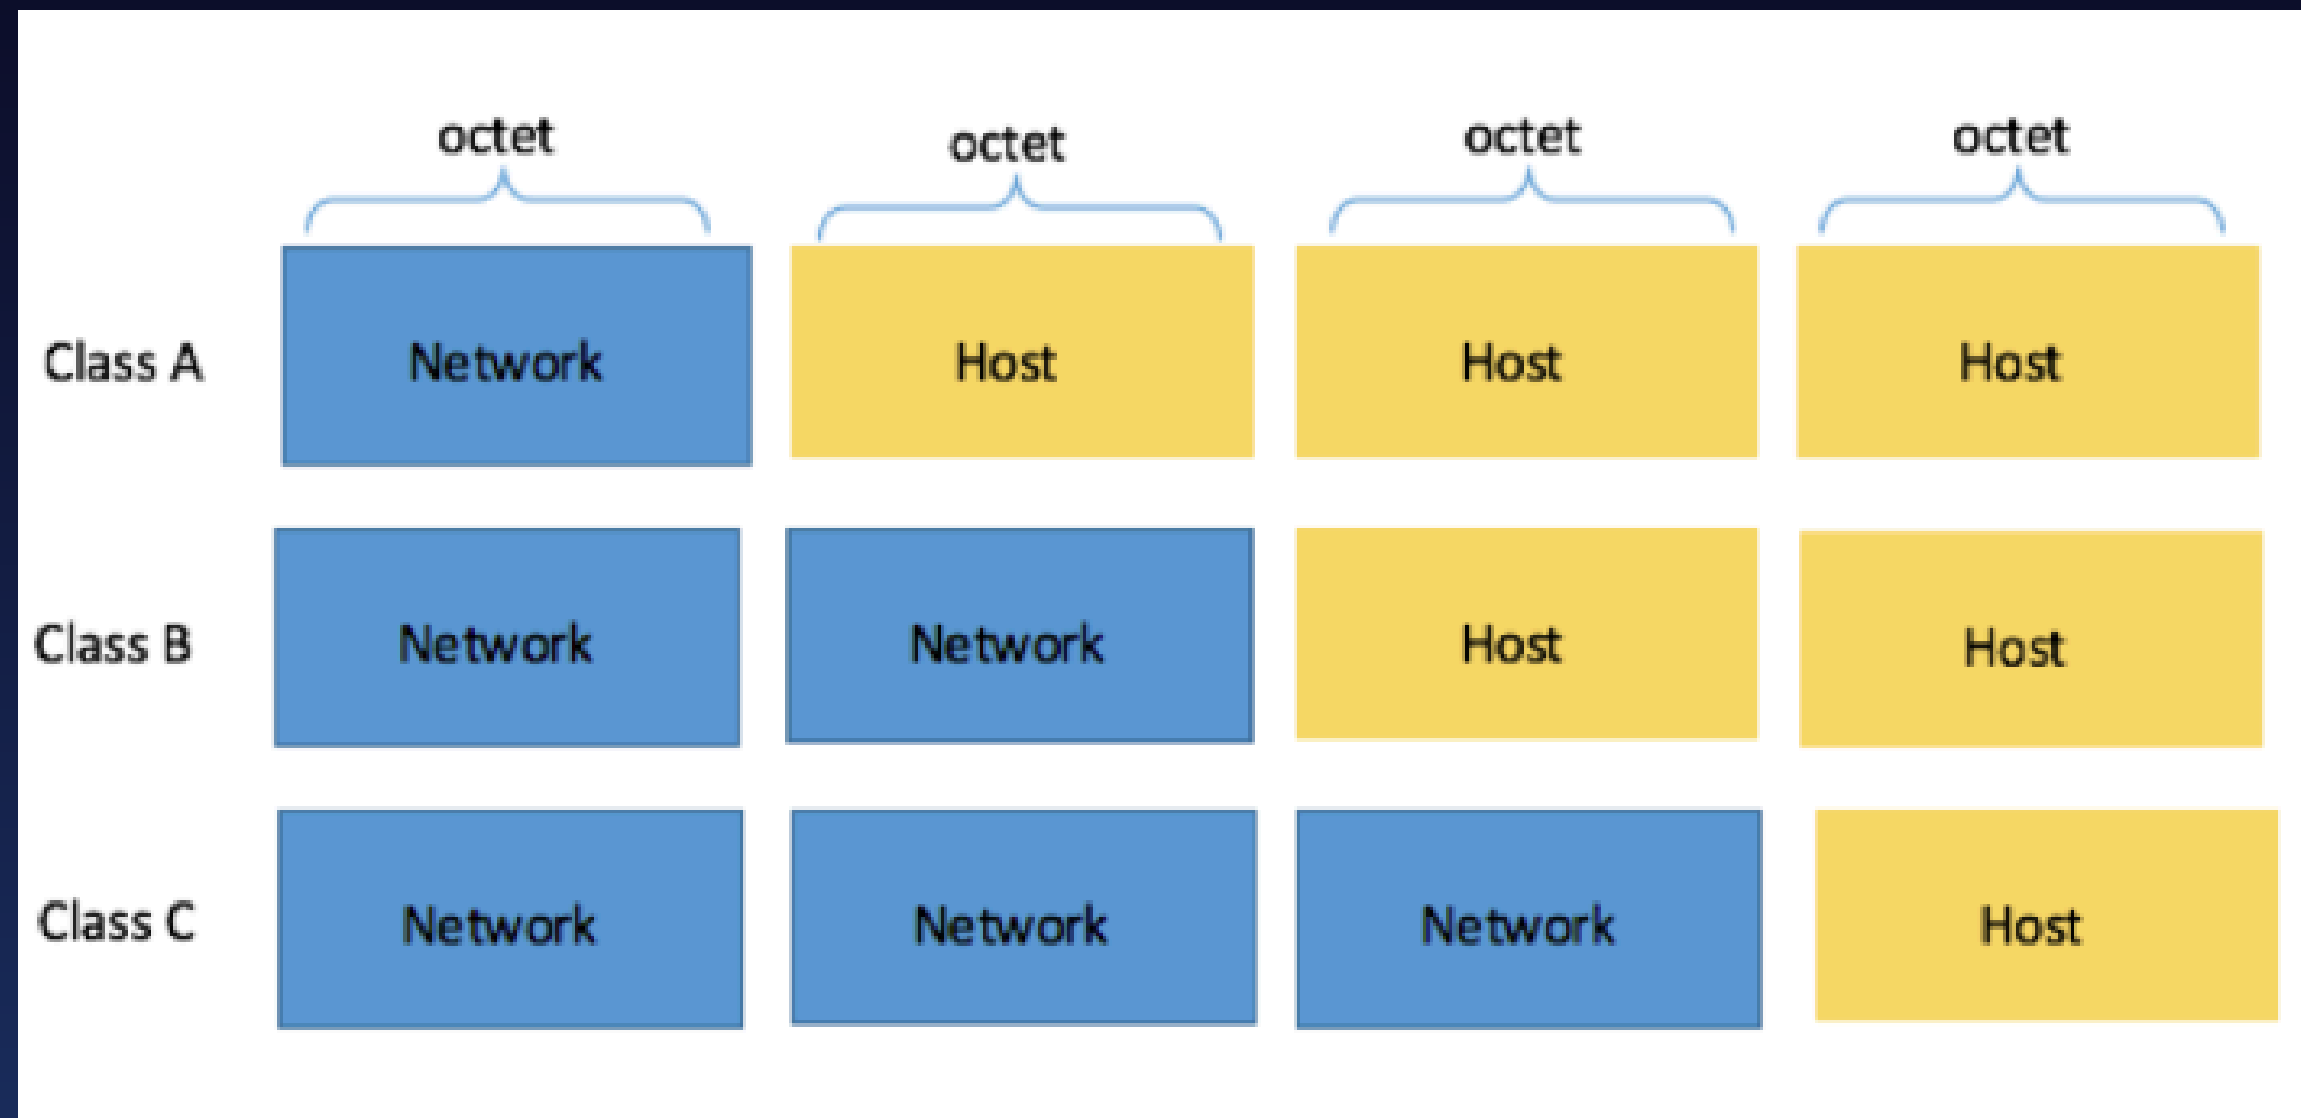 octet octet octet octet
Class A Network Host Host Host
Class B Network Network Host Host
Class C Network Network Network Host